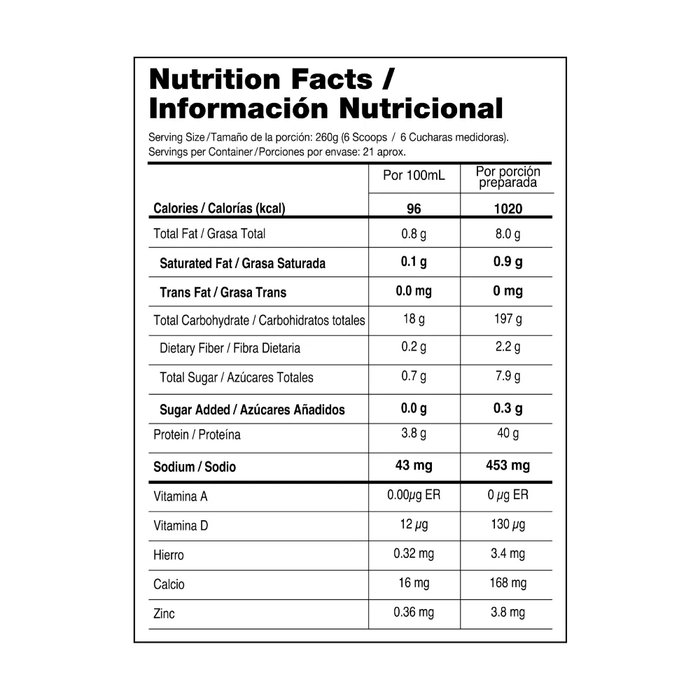 Nutrition Facts /
Información Nutricional
Serving Size/Tamaño de la porción: 260g (6 Scoops / 6 Cucharas medidoras).
Servings per Container/Porciones por envase: 21 aprox.
Por 100mL Por porción
preparada
Calories / Calorías (kcal) 96 1020
Total Fat / Grasa Total 0.8 g 8.0 g
Saturated Fat / Grasa Saturada 0.1 g 0.9 g
Trans Fat / Grasa Trans 0.0 mg 0 mg
Total Carbohydrate / Carbohidratos totales 18 g 197 g
Dietary Fiber / Fibra Dietaria 0.2 g 2.2 g
Total Sugar / Azúcares Totales 0.7 g 7.9 g
Sugar Added / Azúcares Añadidos 0.0 g 0.3 g
Protein / Proteína 3.8 g 40 g
Sodium / Sodio 43 mg 453 mg
Vitamina A 0.00µg ER 0 µg ER
Vitamina D 12 µg 130 µg
Hierro 0.32 mg 3.4 mg
Calcio 16 mg 168 mg
Zinc 0.36 mg 3.8 mg